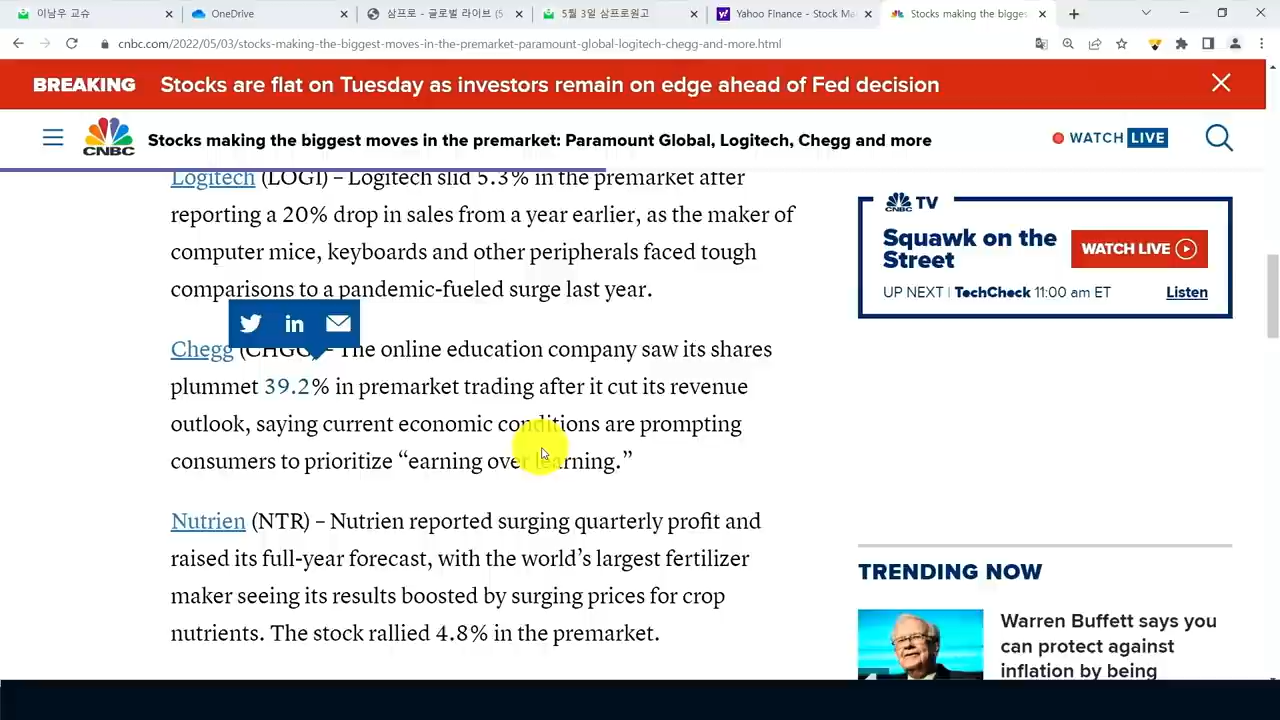 이남우 교슈
OneDrive
삼프로 - 글로벌 라이브 (5
5월 3일 삼프로원고
Yahoo Finance - Stock Ma
Stocks making the bigges
cnbc.com/2022/05/03/stocks-making-the-biggest-moves-in-the-premarket-paramount-global-logitech-chegg-and-more.html
BREAKING Stocks are flat on Tuesday as investors remain on edge ahead of Fed decision
CNBC
Stocks making the biggest moves in the premarket: Paramount Global, Logitech, Chegg and more
WATCH LIVE
Logitech (LOGI) – Logitech slid 5.3% in the premarket after
reporting a 20% drop in sales from a year earlier, as the maker of
computer mice, keyboards and other peripherals faced tough
comparisons to a pandemic-fueled surge last year.
in
Chegg (CHGG) – The online education company saw its shares
plummet 39.2% in premarket trading after it cut its revenue
outlook, saying current economic conditions are prompting
consumers to prioritize “earning over learning.”
Nutrien (NTR) – Nutrien reported surging quarterly profit and
raised its full-year forecast, with the world’s largest fertilizer
maker seeing its results boosted by surging prices for crop
nutrients. The stock rallied 4.8% in the premarket.
CNBC TV
Squawk on the
Street
WATCH LIVE
UP NEXT | TechCheck 11:00 am ET
Listen
TRENDING NOW
Warren Buffett says you
can protect against
inflation by being